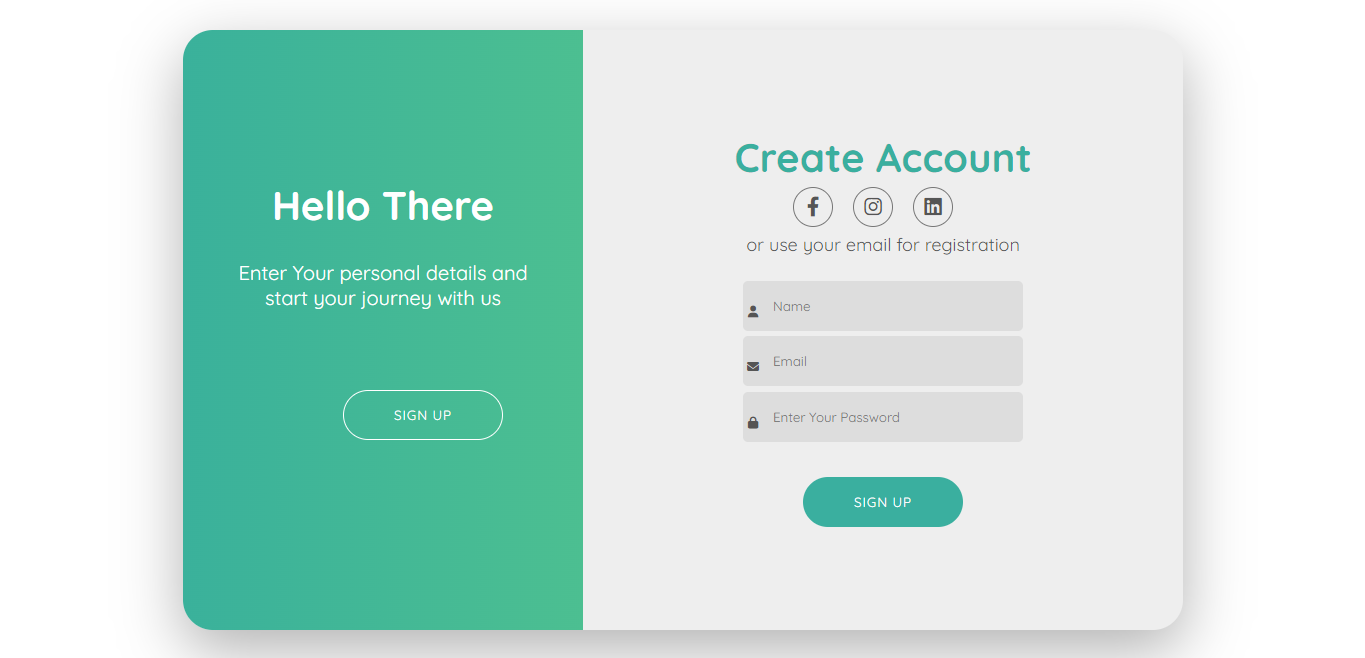 Hello There
Enter Your personal details and
start your journey with us
SIGN UP
Create Account
or use your email for registration
Name
Email
Enter Your Password
SIGN UP